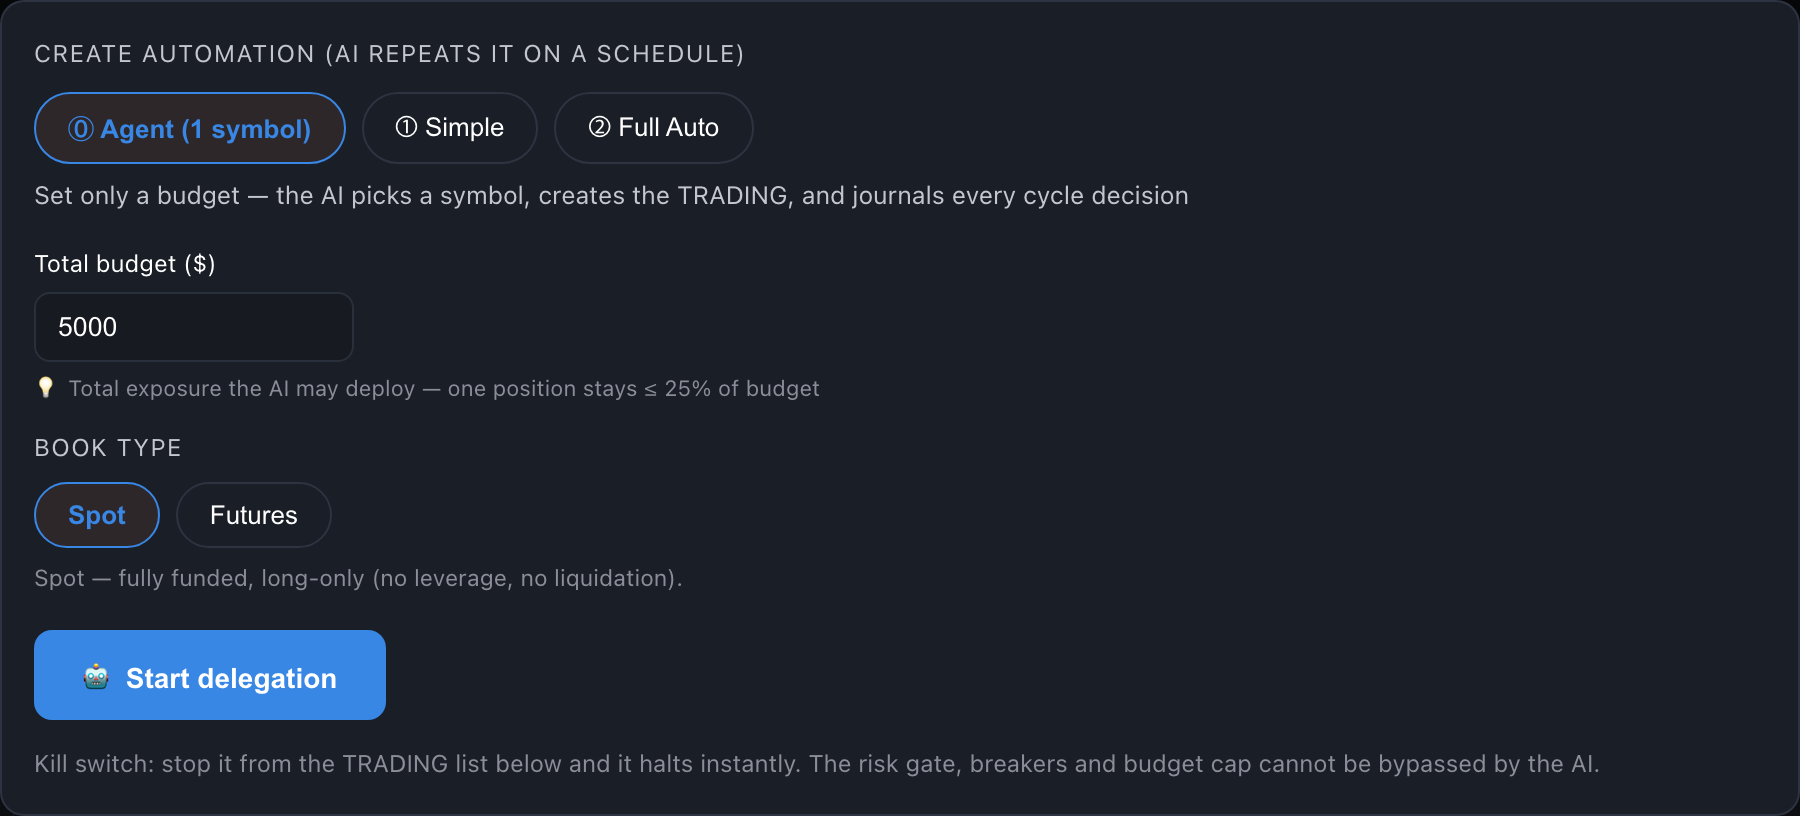 CREATE AUTOMATION (AI REPEATS IT ON A SCHEDULE)
⓪ Agent (1 symbol) ① Simple ② Full Auto
Set only a budget — the AI picks a symbol, creates the TRADING, and journals every cycle decision
Total budget ($)
5000
💡 Total exposure the AI may deploy — one position stays ≤ 25% of budget
BOOK TYPE
Spot Futures
Spot — fully funded, long-only (no leverage, no liquidation).
🤖 Start delegation
Kill switch: stop it from the TRADING list below and it halts instantly. The risk gate, breakers and budget cap cannot be bypassed by the AI.